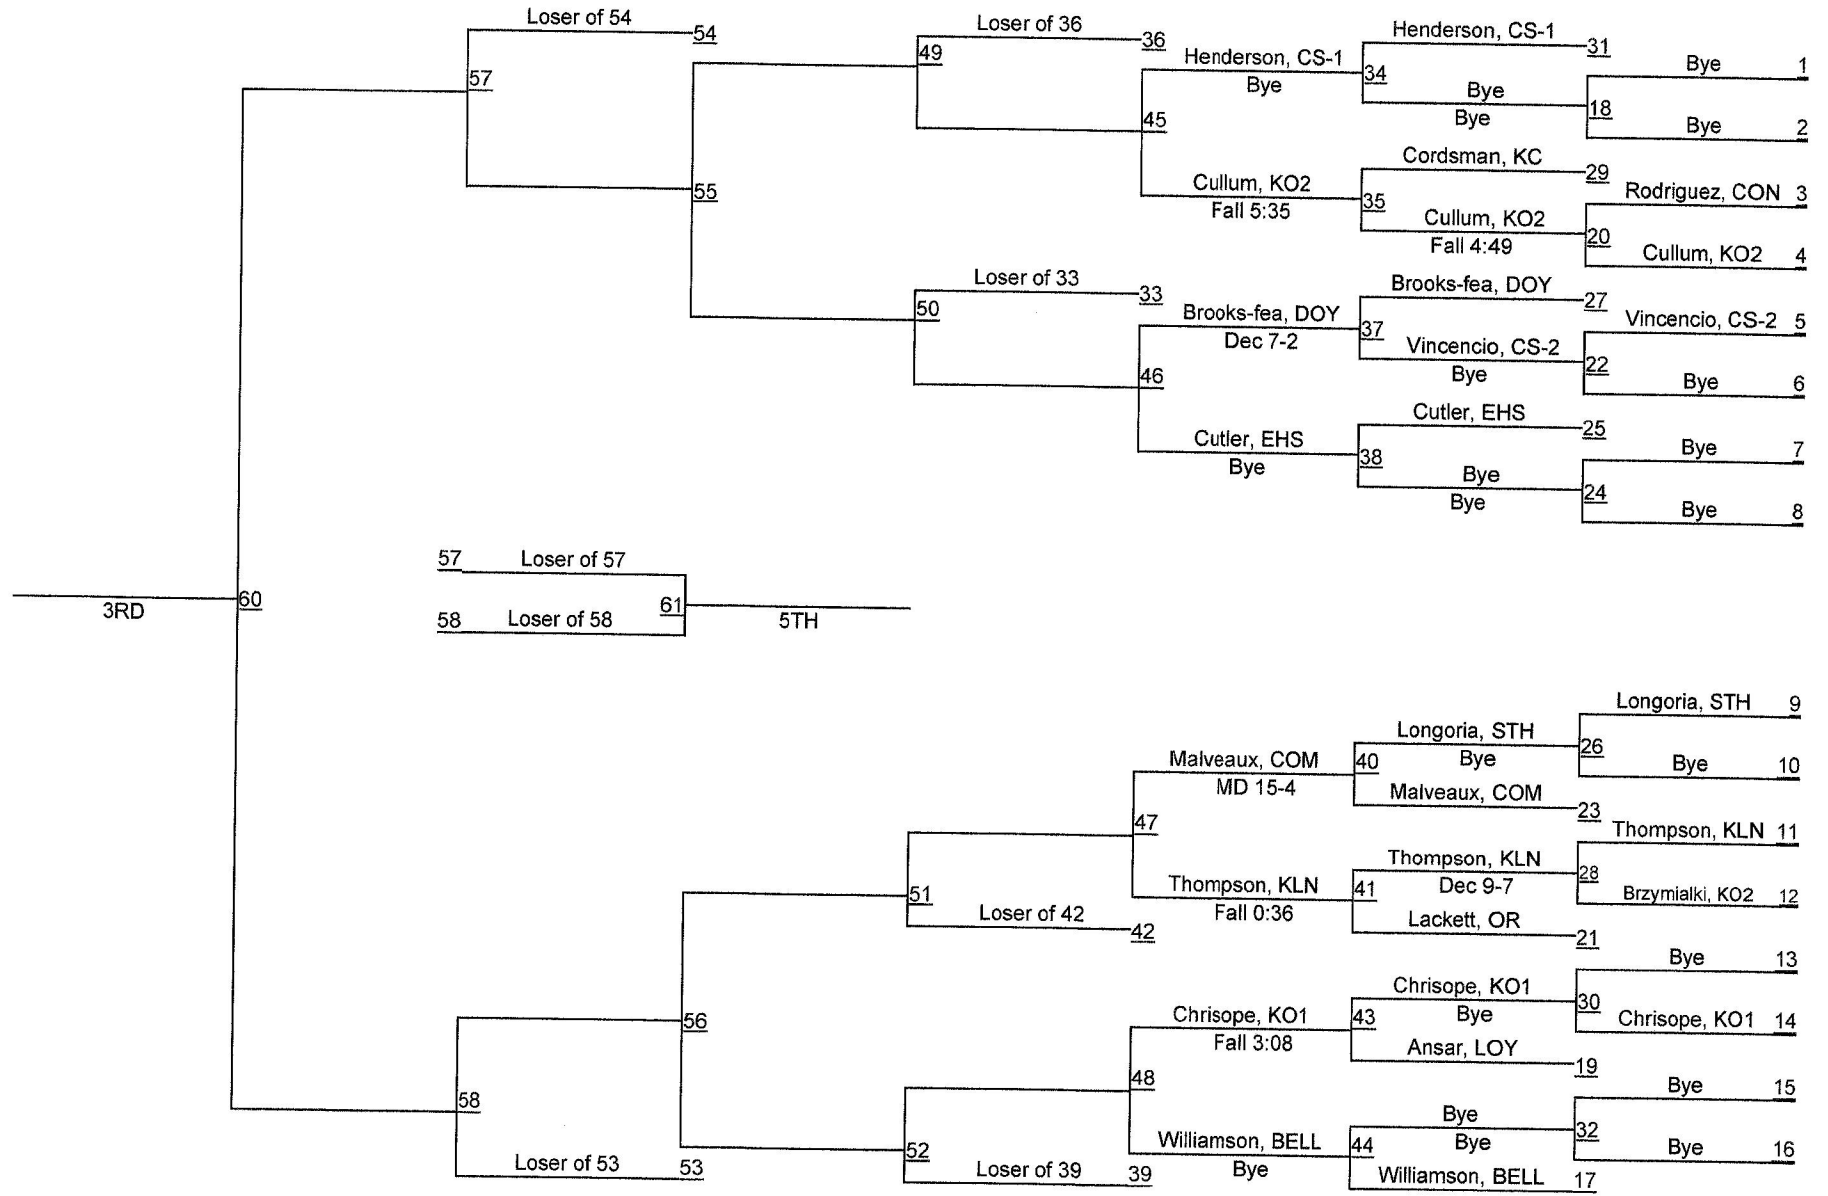 Loser of 54
54
57
55
49
Loser of 36
36
45
Henderson, CS-1
Bye
34
Henderson, CS-1
31
Bye
Bye
18
Bye 1
Bye 2
Cullum, KO2
Fall 5:35
35
Cordsman, KC
29
Cullum, KO2
Fall 4:49
20
Rodriguez, CON 3
Cullum, KO2 4
50
Loser of 33
33
46
Brooks-fea, DOY
Dec 7-2
37
Brooks-fea, DOY
27
Vincencio, CS-2
Bye
22
Vincencio, CS-2 5
Bye 6
Cutler, EHS
Bye
38
Cutler, EHS
25
Bye
Bye
24
Bye 7
Bye 8
3RD
60
57 Loser of 57
58 Loser of 58
61
5TH
58
Loser of 53
53
56
51
Loser of 42
42
47
Malveaux, COM
MD 15-4
40
Longoria, STH
Bye
26
Longoria, STH 9
Bye 10
Malveaux, COM
23
Thompson, KLN
Fall 0:36
41
Thompson, KLN
Dec 9-7
28
Thompson, KLN 11
Brzymialki, KO2 12
Lackett, OR
21
52
Loser of 39
39
48
Chrisope, KO1
Fall 3:08
43
Chrisope, KO1
Bye
30
Bye 13
Chrisope, KO1 14
Ansar, LOY
19
Williamson, BELL
Bye
44
Bye
Bye
32
Bye 15
Bye 16
Williamson, BELL
17